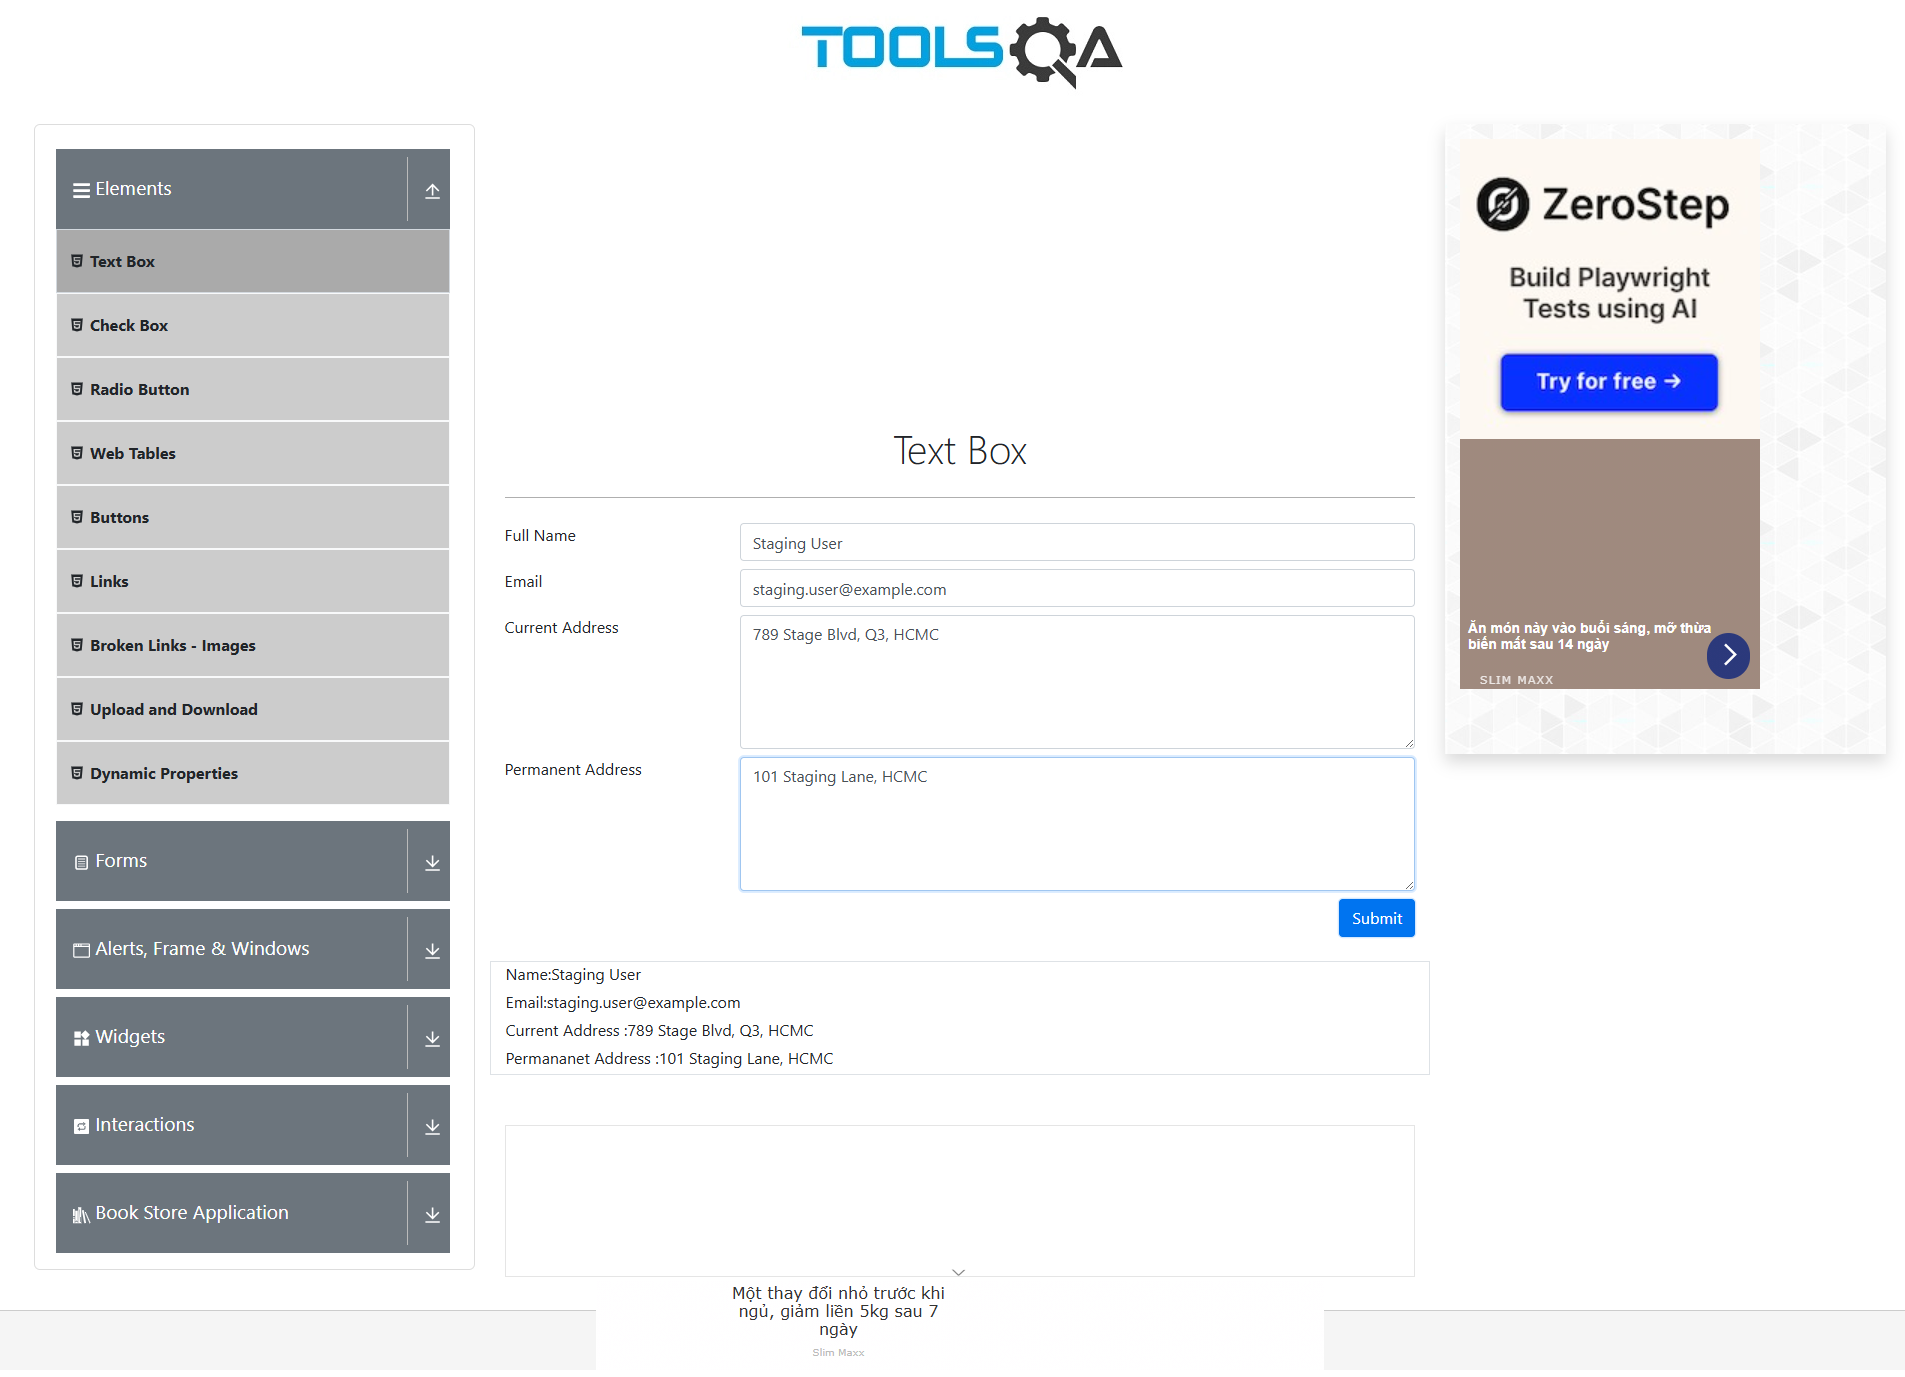 TOOLSQA
Elements
Text Box
Check Box
Radio Button
Web Tables
Buttons
Links
Broken Links - Images
Upload and Download
Dynamic Properties
Forms
Alerts, Frame & Windows
Widgets
Interactions
Book Store Application
Text Box
Full Name
Staging User
Email
staging.user@example.com
Current Address
789 Stage Blvd, Q3, HCMC
Permanent Address
101 Staging Lane, HCMC
Submit
Name:Staging User
Email:staging.user@example.com
Current Address :789 Stage Blvd, Q3, HCMC
Permananet Address :101 Staging Lane, HCMC
ZeroStep
Build Playwright
Tests using AI
Try for free →
Ăn món này vào buổi sáng, mỡ thừa
biến mất sau 14 ngày
SLIM MAXX
Một thay đổi nhỏ trước khi
ngủ, giảm liền 5kg sau 7
ngày
Slim Maxx